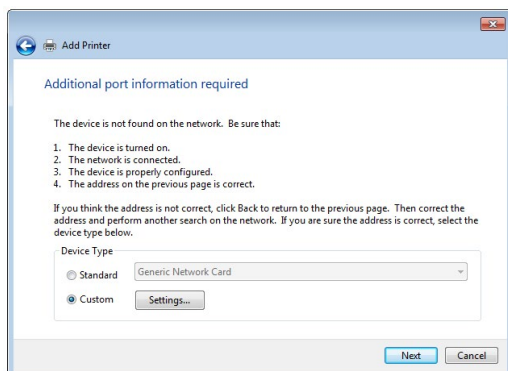 Add Printer
Additional port information required
The device is not found on the network.  Be sure that:
1.  The device is turned on.
2.  The network is connected.
3.  The device is properly configured.
4.  The address on the previous page is correct.
If you think the address is not correct, click Back to return to the previous page.  Then correct the
address and perform another search on the network.  If you are sure the address is correct, select the
device type below.
Device Type
Standard
Generic Network Card
Custom
Settings...
Next
Cancel